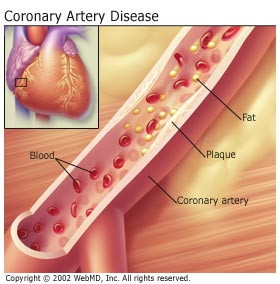 Coronary Artery Disease
Fat
Plaque
Blood
Coronary artery
Copyright © 2002 WebMD, Inc. All rights reserved.